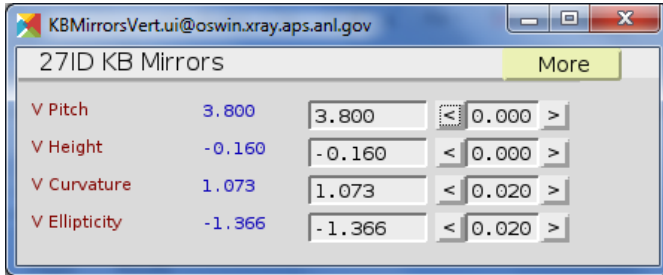 KBMirrorsVert.ui@oswin.xray.aps.anl.gov
27ID KB Mirrors More
V Pitch 3.800 3.800 < 0.000 >
V Height -0.160 -0.160 < 0.000 >
V Curvature 1.073 1.073 < 0.020 >
V Ellipticity -1.366 -1.366 < 0.020 >